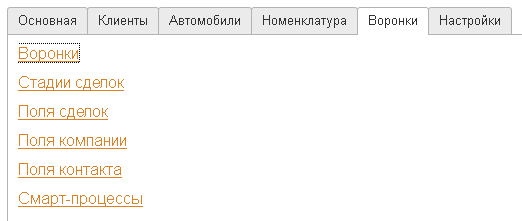 Основная Клиенты Автомобили Номенклатура Воронки Настройки
Воронки
Стадии сделок
Поля сделок
Поля компании
Поля контакта
Смарт-процессы